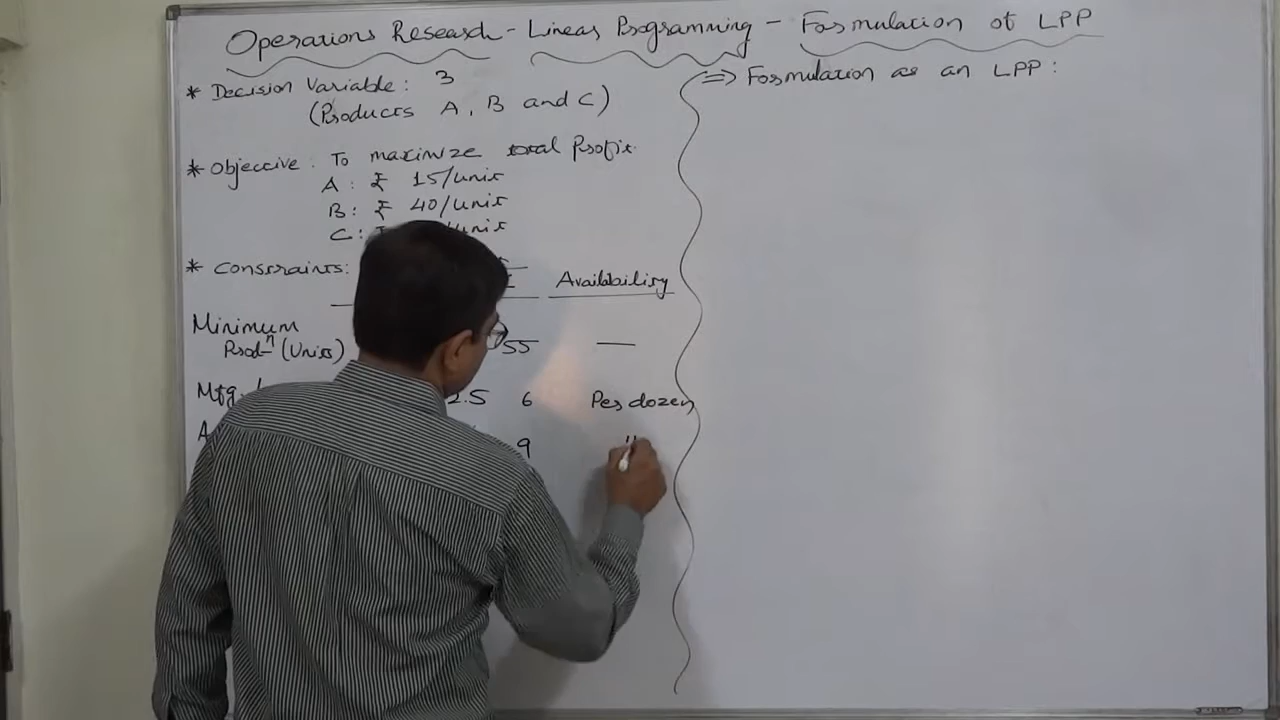 Operations Research - Linear Programming - Formulation of LPP
* Decision Variable: 3
(Products A, B and C)
* Objective: To maximize total Profit.
A: ₹ 15/unit
B: ₹ 40/unit
C: /unit
* Constraints:
Availability
Minimum
Prodⁿ (Units) 55 —
Mfg. 2.5 6 Per dozen
A 9 "
=> Formulation as an LPP: